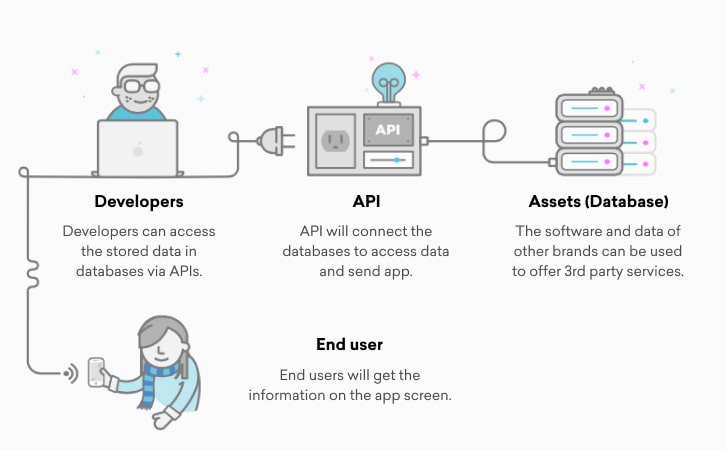 API
Developers
Developers can access
the stored data in
databases via APIs.
API
API will connect the
databases to access data
and send app.
Assets (Database)
The software and data of
other brands can be used
to offer 3rd party services.
End user
End users will get the
information on the app screen.